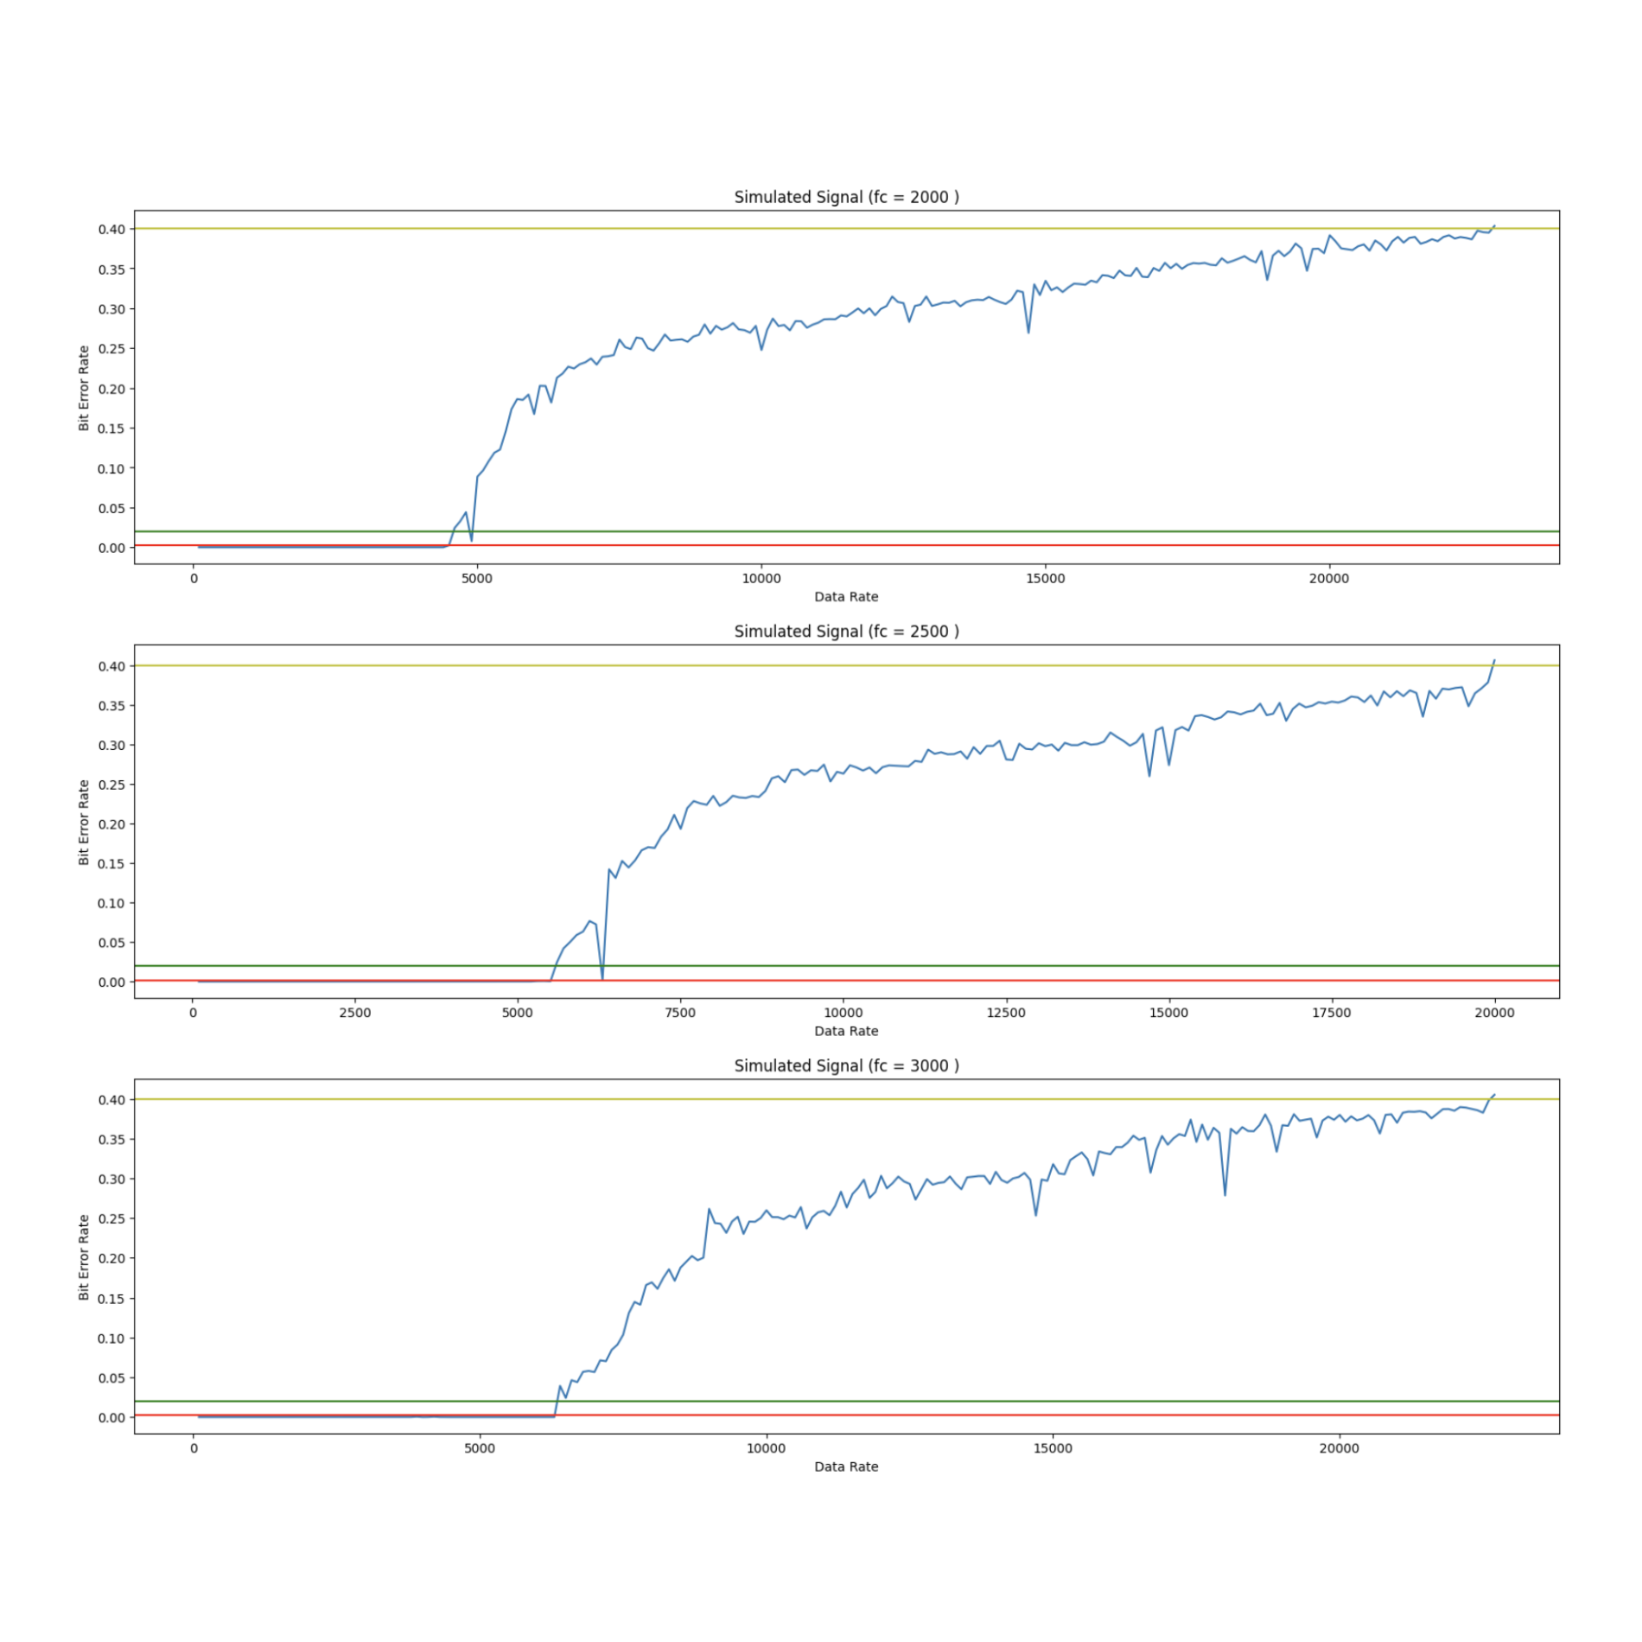 Simulated Signal (fc = 2000 )
0.40
0.35
0.30
0.25
0.20
0.15
0.10
0.05
0.00
Bit Error Rate
0 5000 10000 15000 20000
Data Rate
Simulated Signal (fc = 2500 )
0.40
0.35
0.30
0.25
0.20
0.15
0.10
0.05
0.00
Bit Error Rate
0 2500 5000 7500 10000 12500 15000 17500 20000
Data Rate
Simulated Signal (fc = 3000 )
0.40
0.35
0.30
0.25
0.20
0.15
0.10
0.05
0.00
Bit Error Rate
0 5000 10000 15000 20000
Data Rate